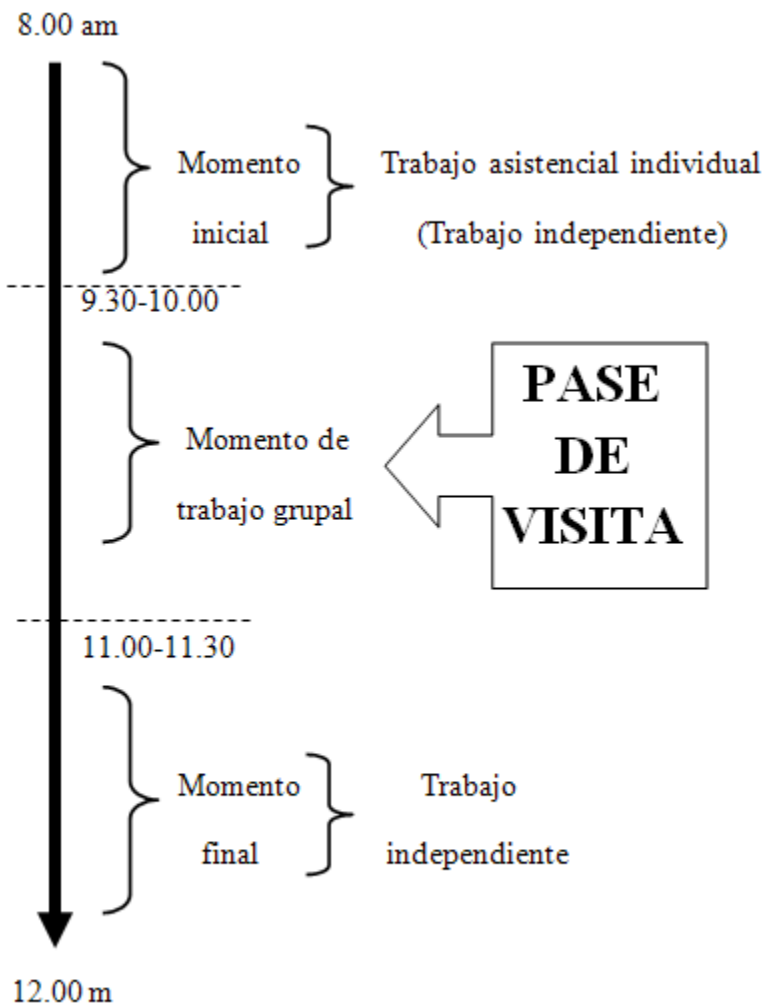 8.00 am
Momento
inicial
Trabajo asistencial individual
(Trabajo independiente)
9.30-10.00
Momento de
trabajo grupal
PASE
DE
VISITA
11.00-11.30
Momento
final
Trabajo
independiente
12.00 m